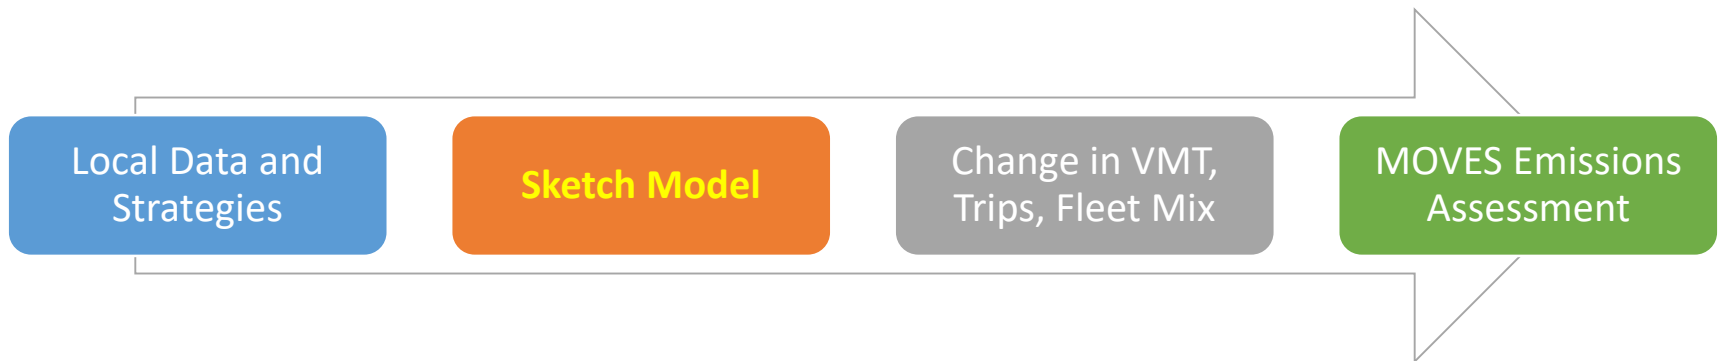 Local Data and
Strategies
Sketch Model
Change in VMT,
Trips, Fleet Mix
MOVES Emissions
Assessment